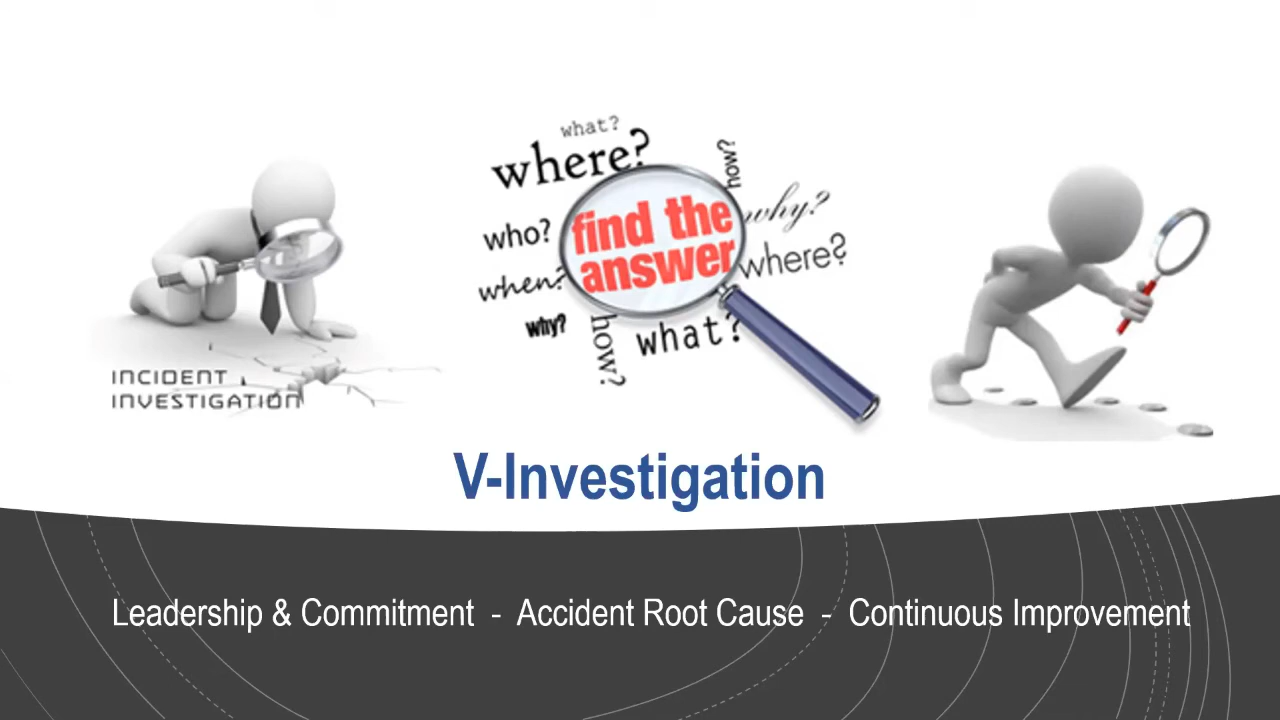 what?
where?
how?
why?
who?
find the
answer
where?
when?
why?
how?
what?
INCIDENT
INVESTIGATION
V-Investigation
Leadership & Commitment - Accident Root Cause - Continuous Improvement